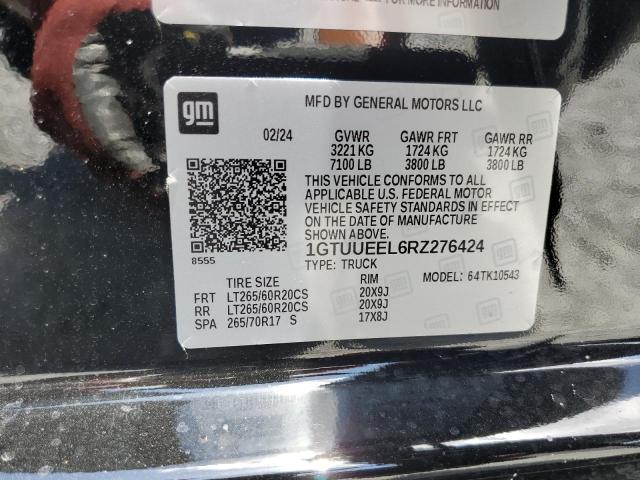 FOR MORE INFORMATION
gm
MFD BY GENERAL MOTORS LLC
02/24 GVWR GAWR FRT GAWR RR
3221 KG 1724 KG 1724 KG
7100 LB 3800 LB 3800 LB
THIS VEHICLE CONFORMS TO ALL
APPLICABLE U.S. FEDERAL MOTOR
VEHICLE SAFETY STANDARDS IN EFFECT
ON THE DATE OF MANUFACTURE
8555
1GTUUEEL6RZ276424
TYPE: TRUCK MODEL: 64TK10543
TIRE SIZE RIM
FRT LT265/60R20CS 20X9J
RR LT265/60R20CS 20X9J
SPA 265/70R17 S 17X8J